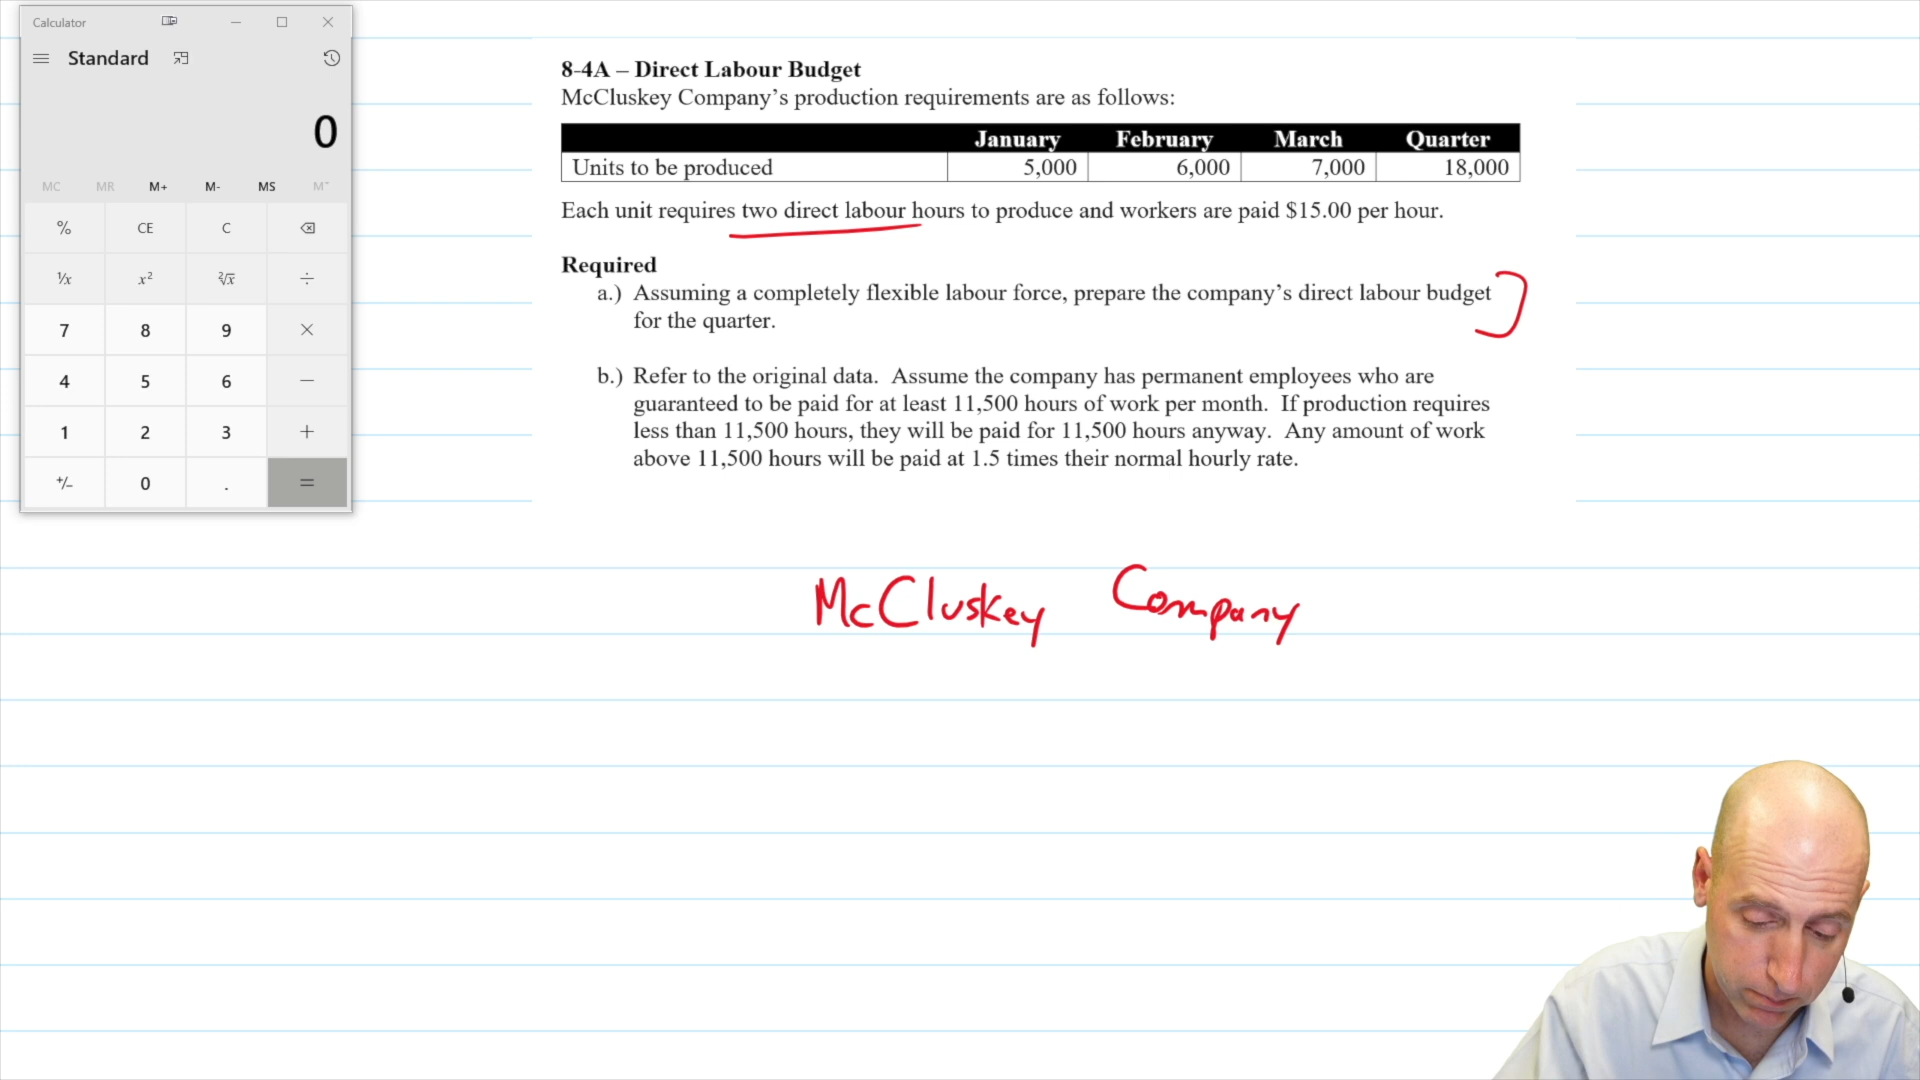 Calculator
Standard
0
MC MR M+ M- MS M˅
% CE C
¹/x x² ²√x ÷
7 8 9 ×
4 5 6 −
1 2 3 +
+/− 0 . =
8-4A – Direct Labour Budget
McCluskey Company’s production requirements are as follows:
January February March Quarter
Units to be produced 5,000 6,000 7,000 18,000
Each unit requires two direct labour hours to produce and workers are paid $15.00 per hour.
Required
a.) Assuming a completely flexible labour force, prepare the company’s direct labour budget
for the quarter.
b.) Refer to the original data. Assume the company has permanent employees who are
guaranteed to be paid for at least 11,500 hours of work per month. If production requires
less than 11,500 hours, they will be paid for 11,500 hours anyway. Any amount of work
above 11,500 hours will be paid at 1.5 times their normal hourly rate.
McCluskey Company